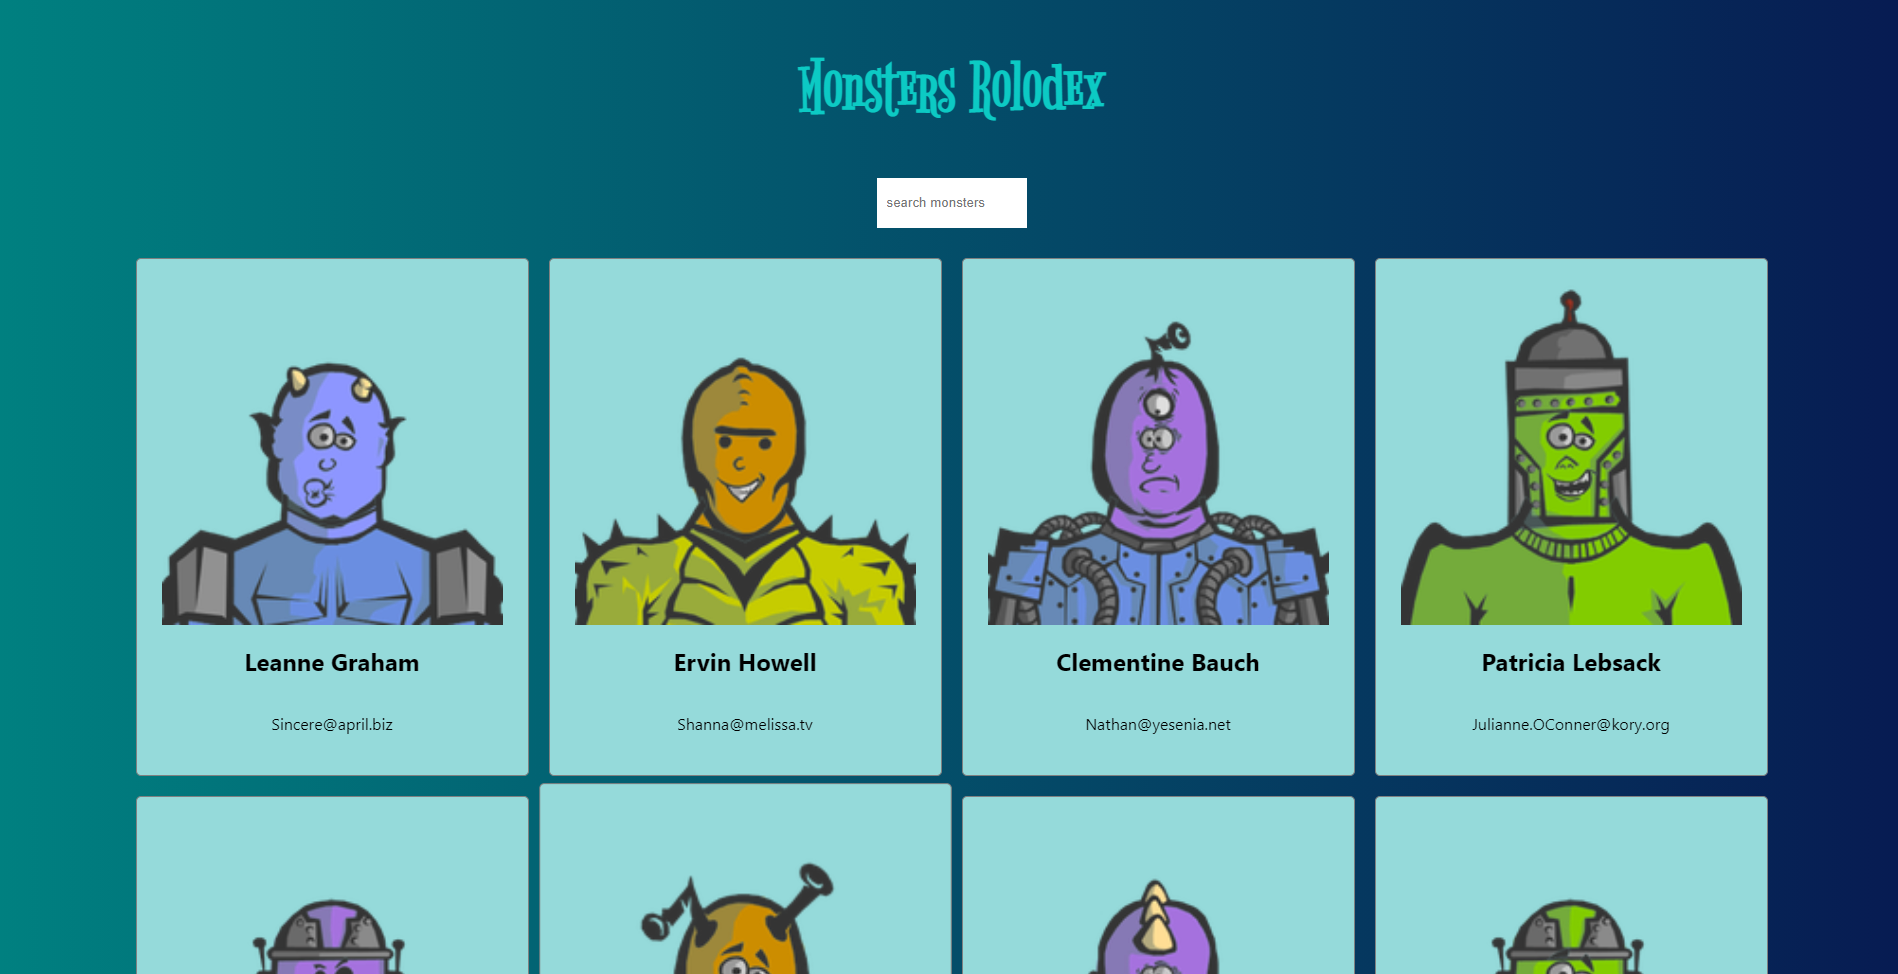 Monsters Rolodex
search monsters
Leanne Graham
Sincere@april.biz
Ervin Howell
Shanna@melissa.tv
Clementine Bauch
Nathan@yesenia.net
Patricia Lebsack
Julianne.OConner@kory.org